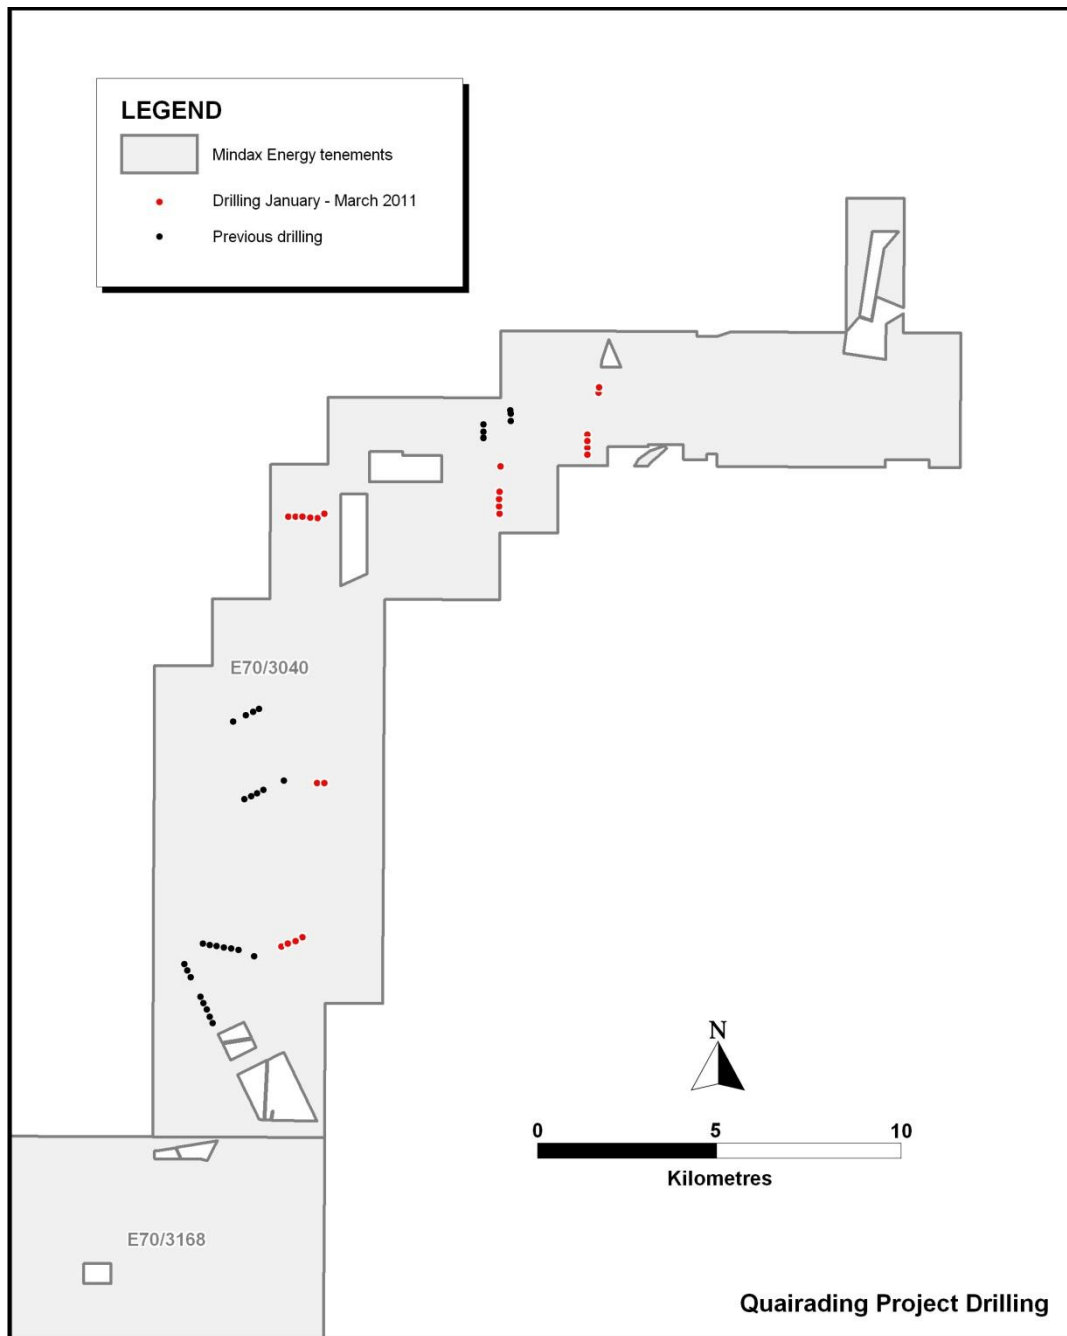 LEGEND
Mindax Energy tenements
Drilling January - March 2011
Previous drilling
E70/3040
N
0 5 10
Kilometres
E70/3168
Quairading Project Drilling